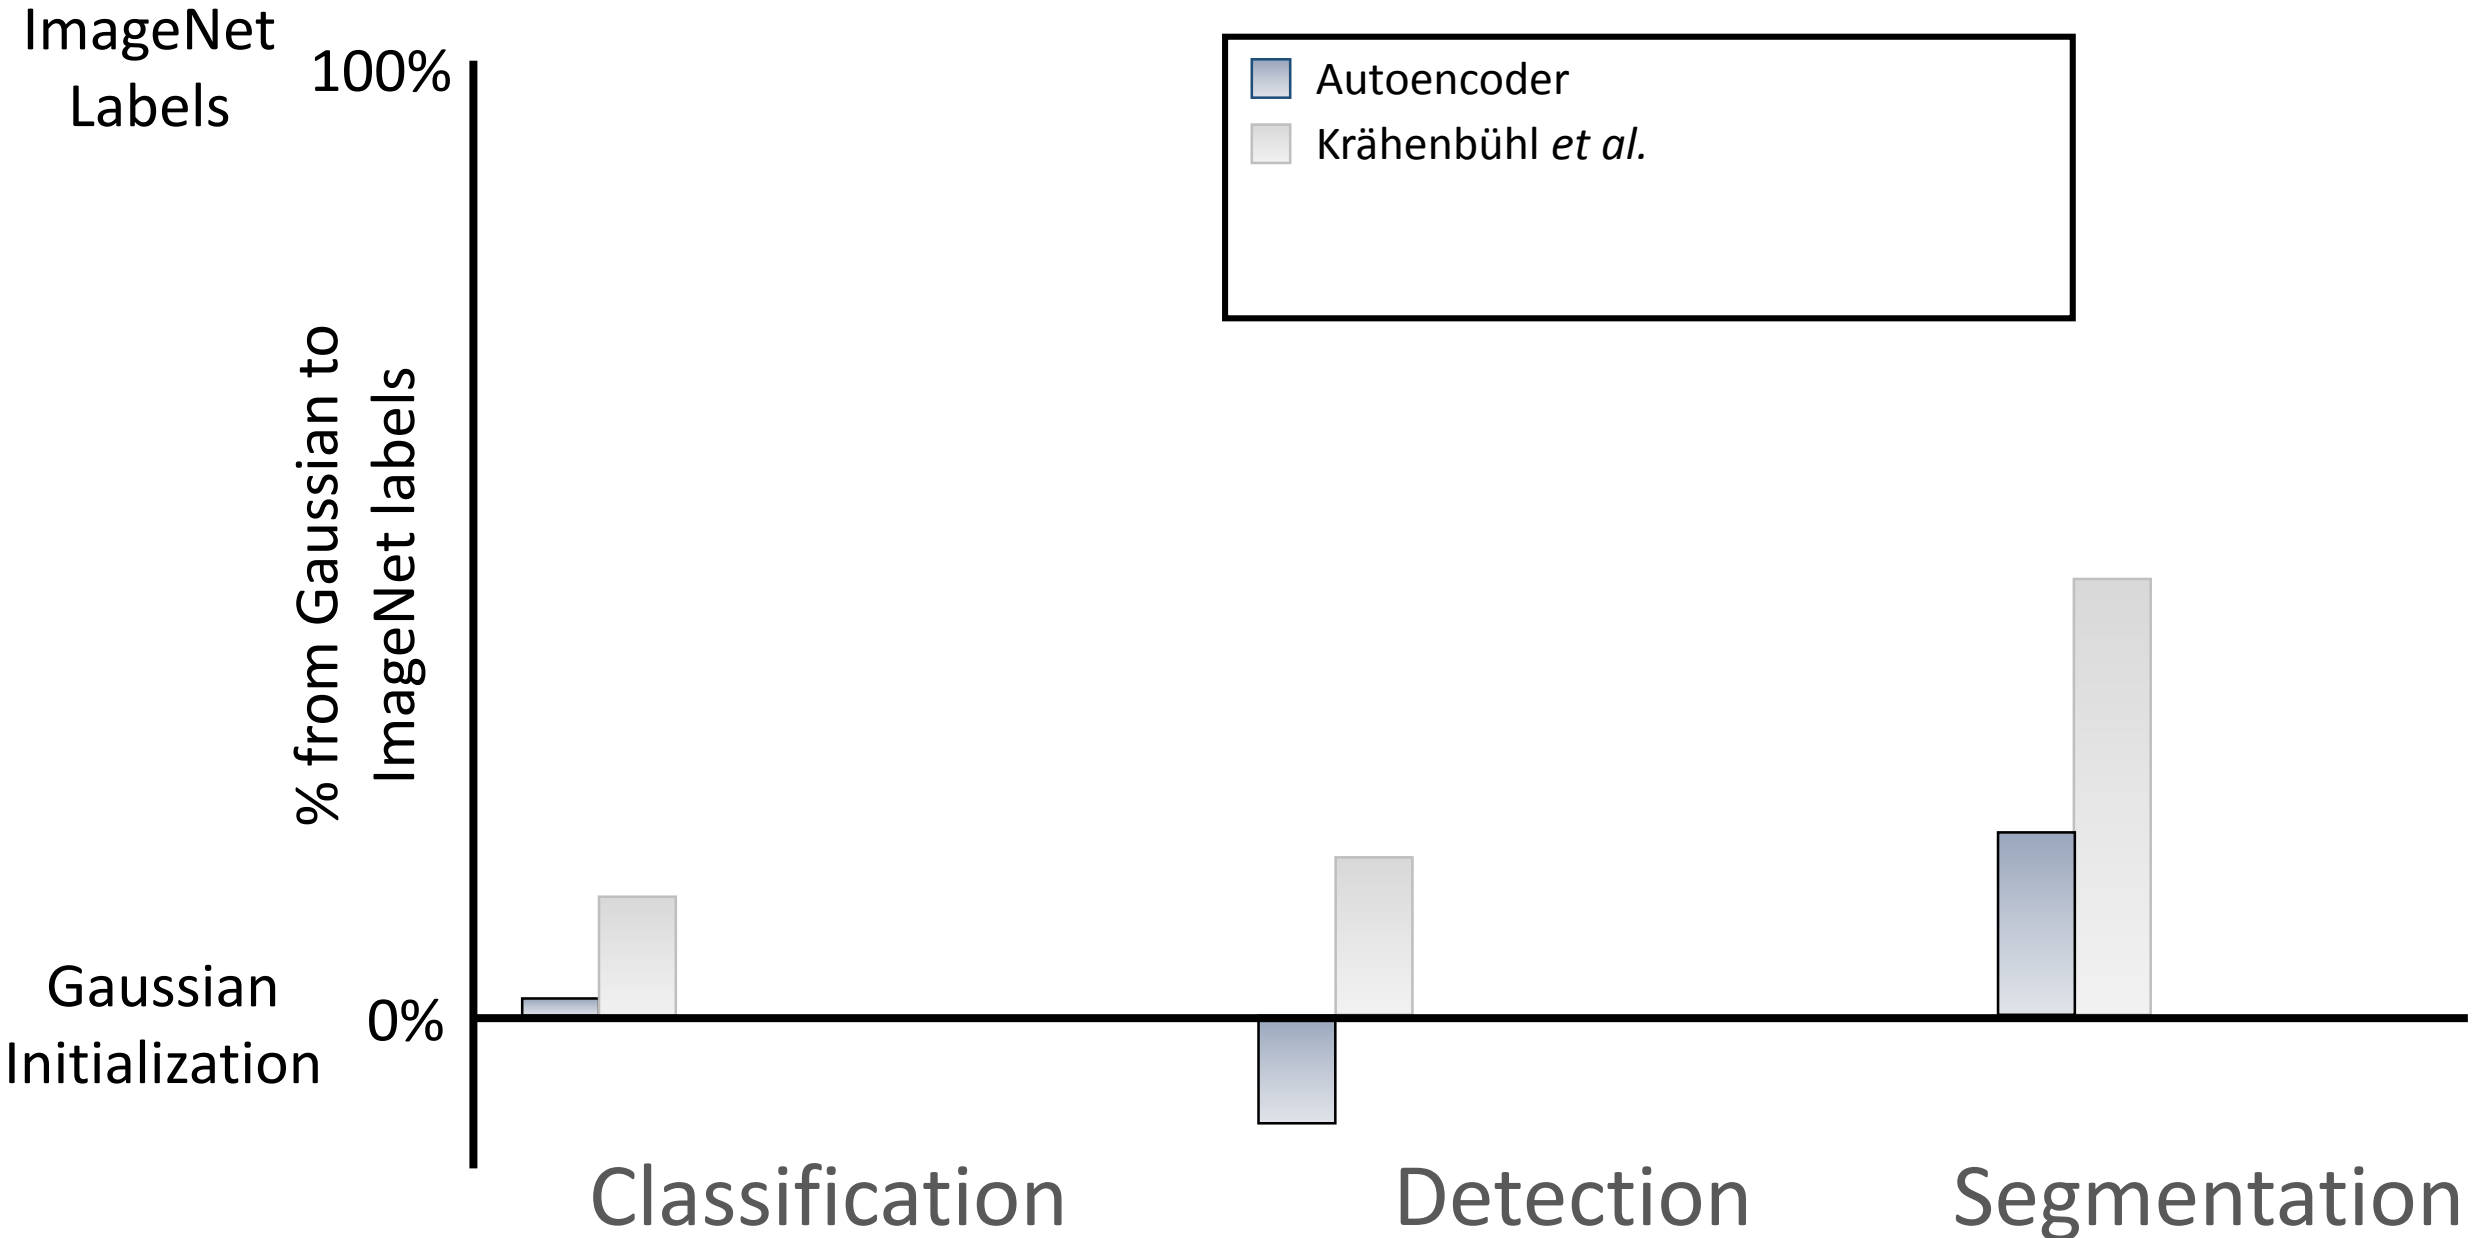 ImageNet
Labels
100%
Autoencoder
Krähenbühl et al.
% from Gaussian to
ImageNet labels
Gaussian
Initialization
0%
Classification
Detection
Segmentation